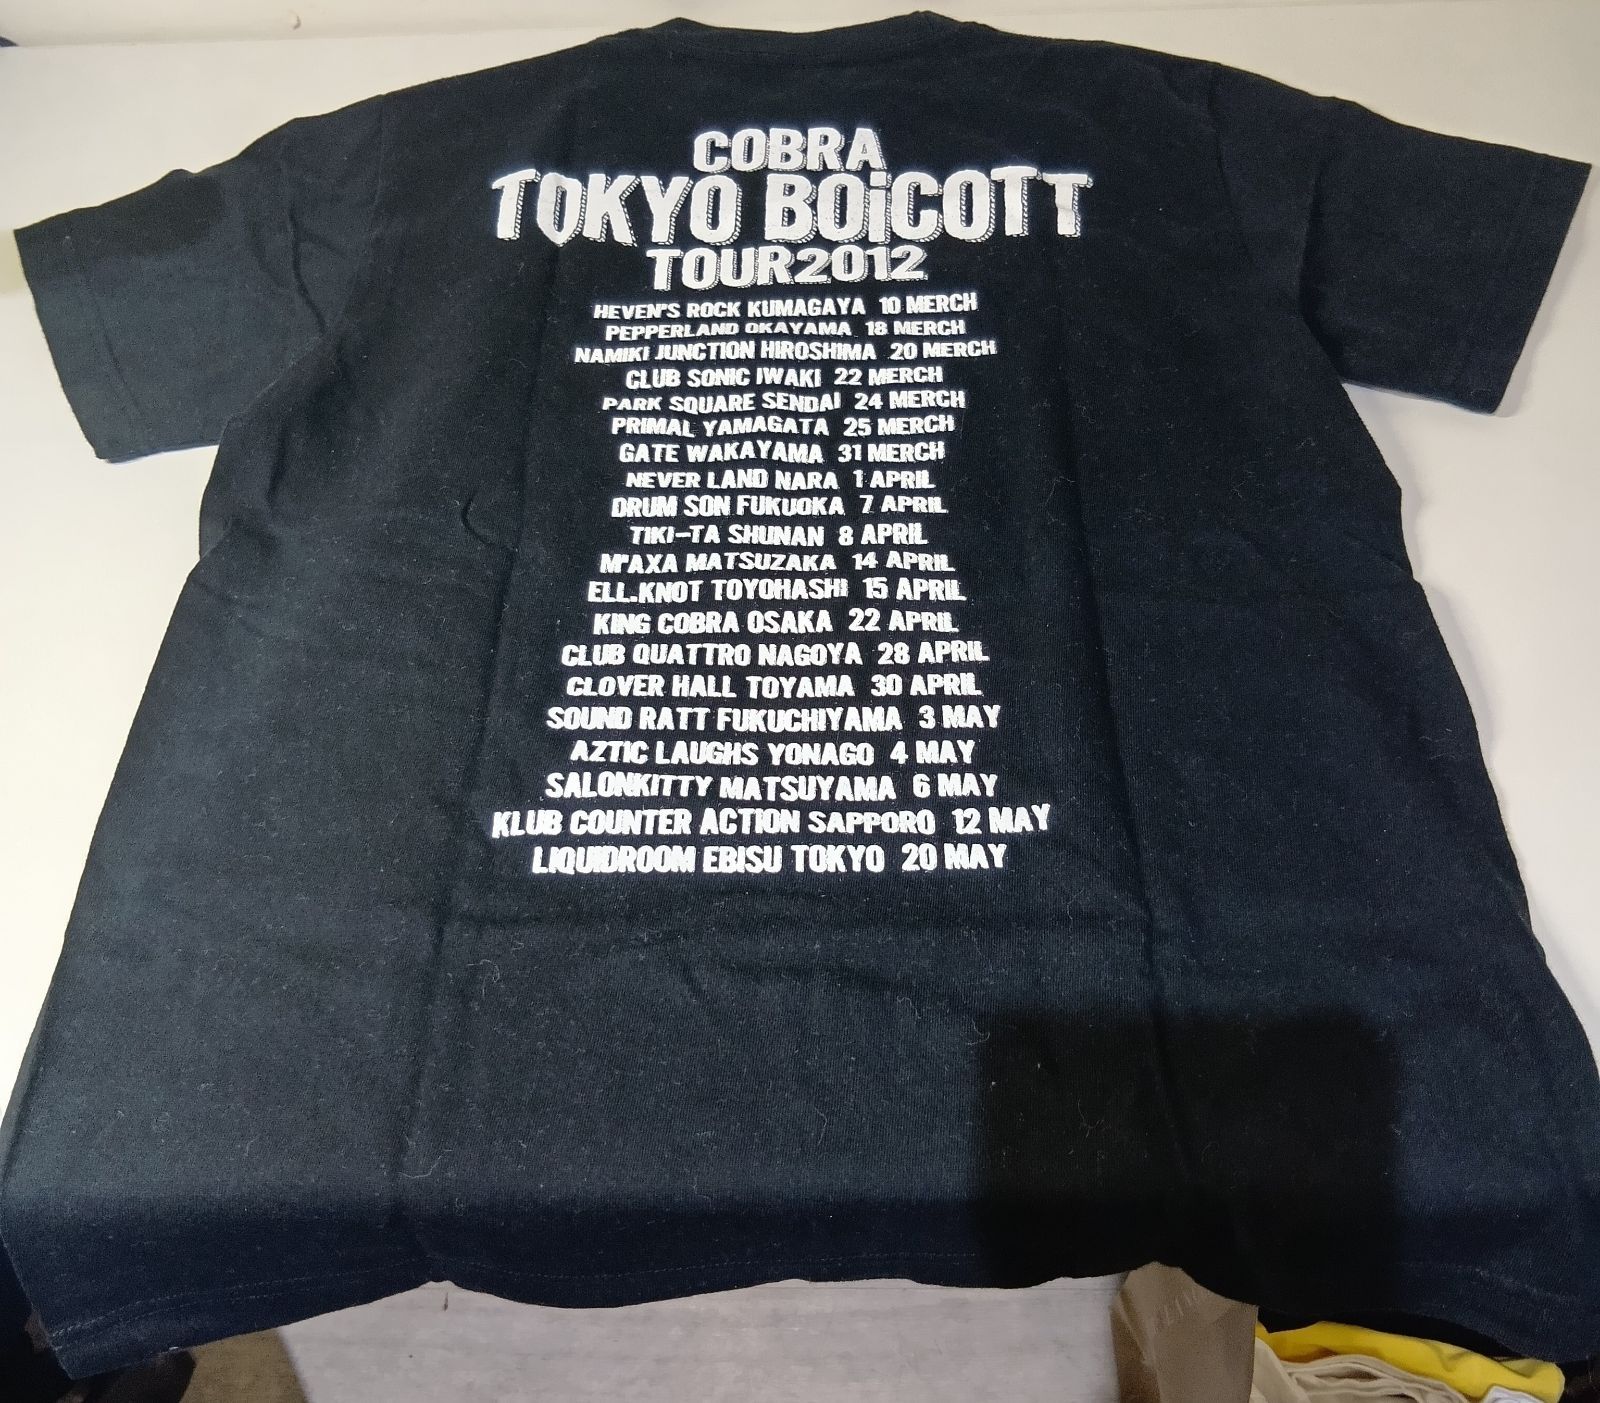 COBRA
TOKYO BOiCOTT
TOUR2012
HEVEN'S ROCK KUMAGAYA 10 MERCH
PEPPERLAND OKAYAMA 18 MERCH
NAMIKI JUNCTION HIROSHIMA 20 MERCH
CLUB SONIC IWAKI 22 MERCH
PARK SQUARE SENDAI 24 MERCH
PRIMAL YAMAGATA 25 MERCH
GATE WAKAYAMA 31 MERCH
NEVER LAND NARA 1 APRIL
DRUM SON FUKUOKA 7 APRIL
TIKI-TA SHUNAN 8 APRIL
M'AXA MATSUZAKA 14 APRIL
ELL.KNOT TOYOHASHI 15 APRIL
KING COBRA OSAKA 22 APRIL
CLUB QUATTRO NAGOYA 28 APRIL
CLOVER HALL TOYAMA 30 APRIL
SOUND RATT FUKUCHIYAMA 3 MAY
AZTIC LAUGHS YONAGO 4 MAY
SALONKITTY MATSUYAMA 6 MAY
KLUB COUNTER ACTION SAPPORO 12 MAY
LIQUIDROOM EBISU TOKYO 20 MAY